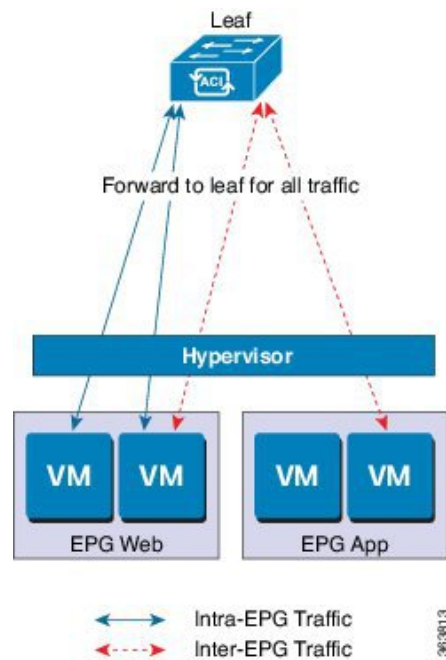 Leaf
ACI
Forward to leaf for all traffic
Hypervisor
VM VM VM VM
EPG Web EPG App
Intra-EPG Traffic
Inter-EPG Traffic
363813